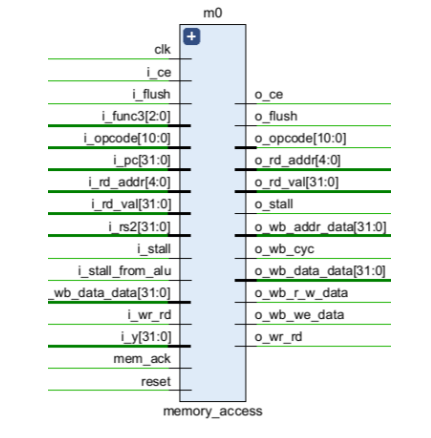 m0
clk
i_ce
i_flush
i_func3[2:0]
i_opcode[10:0]
i_pc[31:0]
i_rd_addr[4:0]
i_rd_val[31:0]
i_rs2[31:0]
i_stall
i_stall_from_alu
_wb_data_data[31:0]
i_wr_rd
i_y[31:0]
mem_ack
reset
o_ce
o_flush
o_opcode[10:0]
o_rd_addr[4:0]
o_rd_val[31:0]
o_stall
o_wb_addr_data[31:0]
o_wb_cyc
o_wb_data_data[31:0]
o_wb_r_w_data
o_wb_we_data
o_wr_rd
memory_access